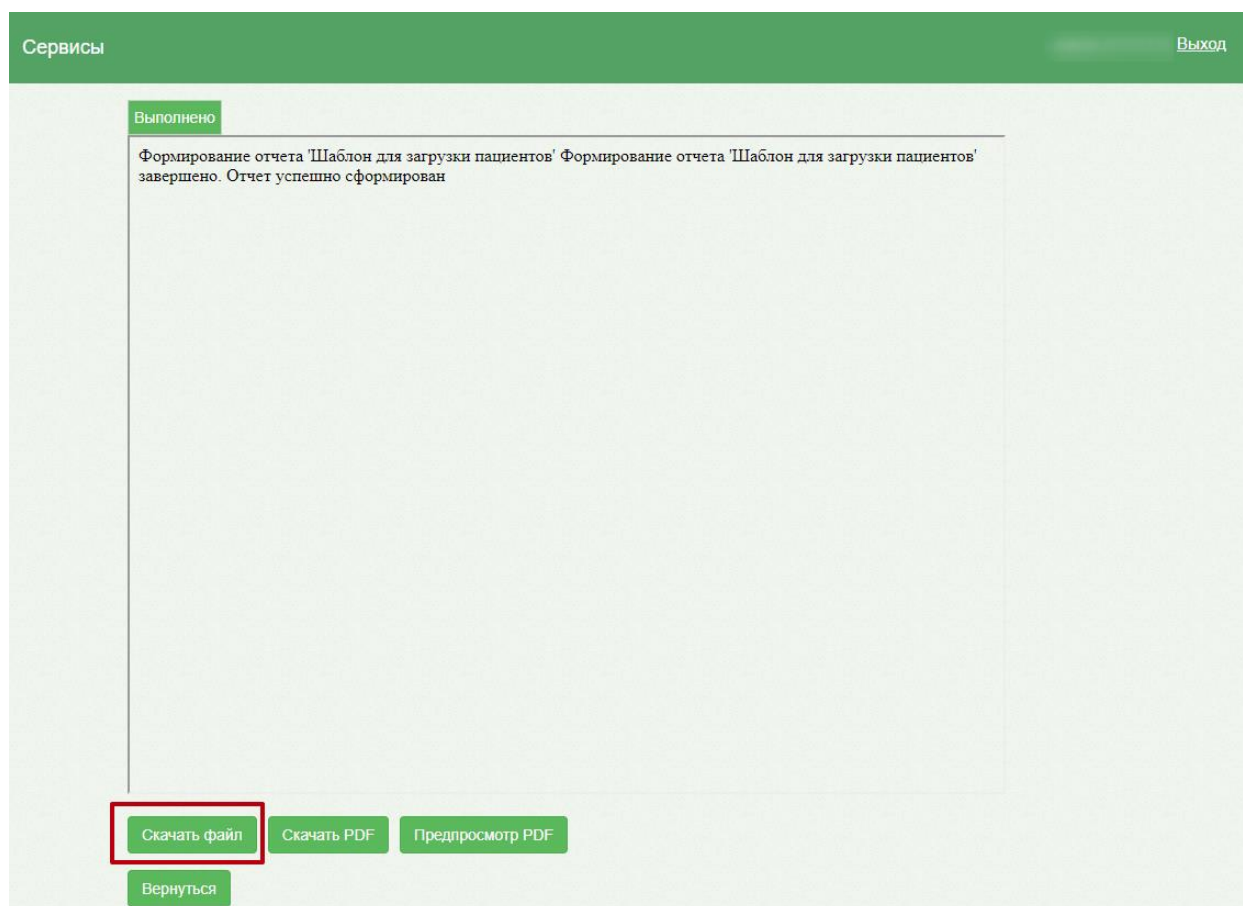 Сервисы
Выход
Выполнено
Формирование отчета 'Шаблон для загрузки пациентов' Формирование отчета 'Шаблон для загрузки пациентов'
завершено. Отчет успешно сформирован
Скачать файл
Скачать PDF
Предпросмотр PDF
Вернуться